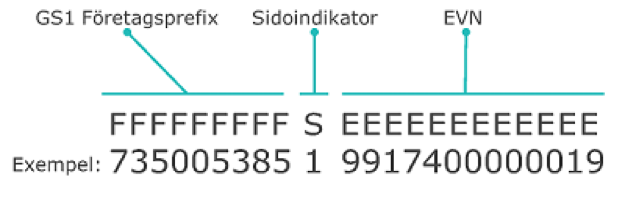 GS1 Företagsprefix Sidoindikator EVN
FFFFFFFFF S EEEEEEEEEEEE
Exempel: 735005385 1 9917400000019